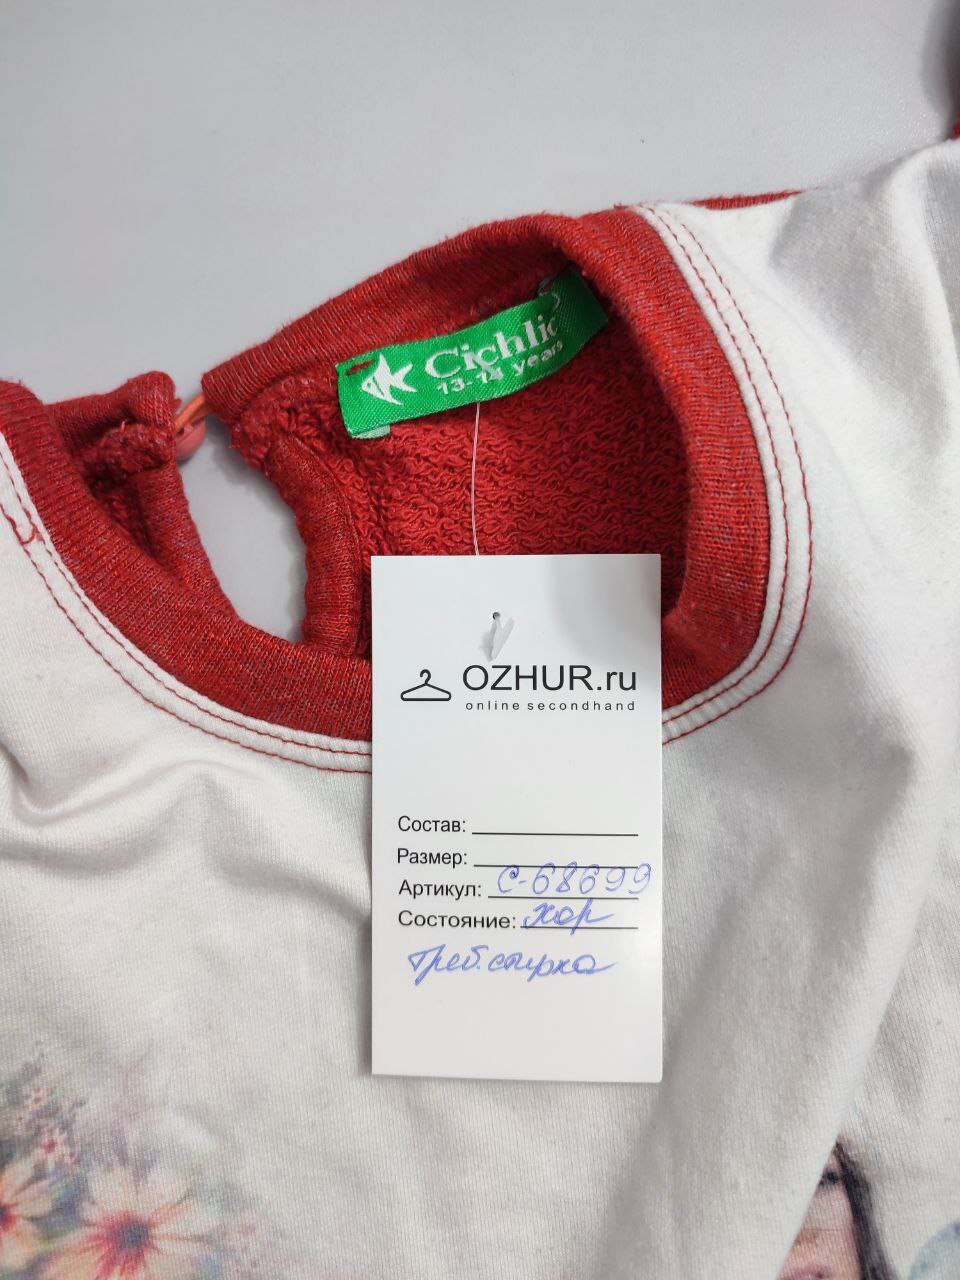 Cichlid
13-14 years
OZHUR.ru
online secondhand
Состав:
Размер:
Артикул: С-68699
Состояние: хор
Треб. стирка